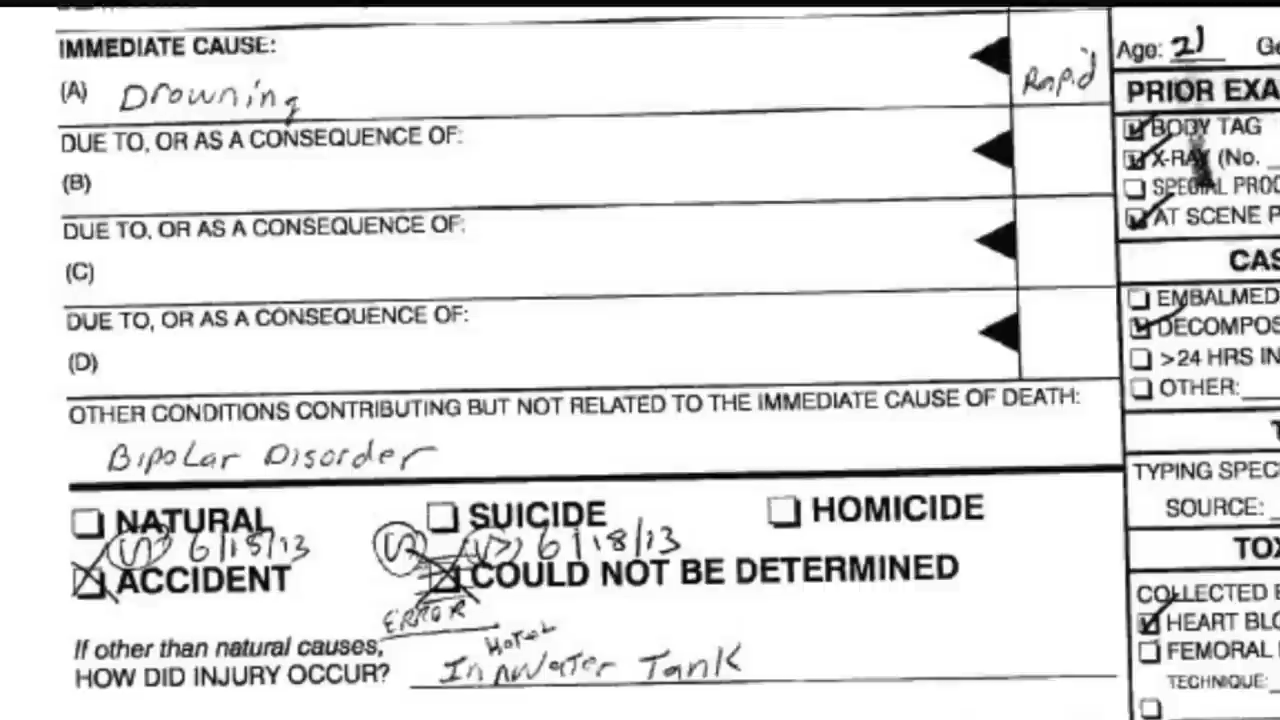 IMMEDIATE CAUSE:
(A) Drowning
Rapid
DUE TO, OR AS A CONSEQUENCE OF:
(B)
DUE TO, OR AS A CONSEQUENCE OF:
(C)
DUE TO, OR AS A CONSEQUENCE OF:
(D)
OTHER CONDITIONS CONTRIBUTING BUT NOT RELATED TO THE IMMEDIATE CAUSE OF DEATH:
Bipolar Disorder
NATURAL SUICIDE HOMICIDE
6/15/13 6/18/13
ACCIDENT COULD NOT BE DETERMINED
ERROR
If other than natural causes,
Hotel
HOW DID INJURY OCCUR? In Water Tank
Age: 21 Ge
PRIOR EXA
BODY TAG
X-RAY (No.
SPECIAL PROC
AT SCENE P
CAS
EMBALMED
DECOMPOS
>24 HRS IN
OTHER:
T
TYPING SPEC
SOURCE:
TOX
COLLECTED
HEART BLO
FEMORAL
TECHNIQUE: